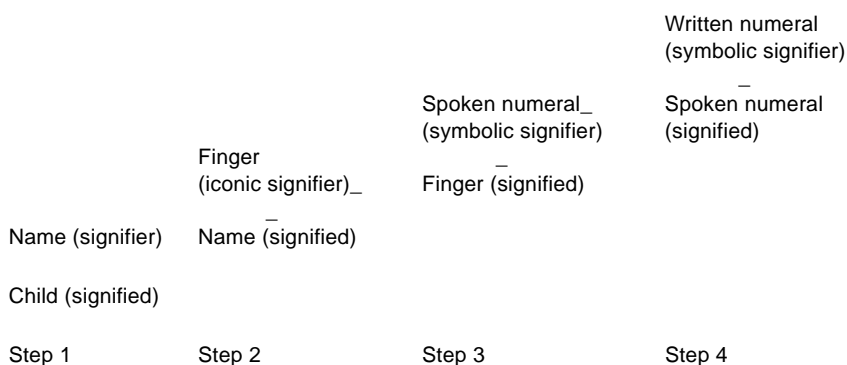 Written numeral
(symbolic signifier)
_
Spoken numeral_
Spoken numeral
(symbolic signifier)
(signified)
Finger
_
(iconic signifier)_
Finger (signified)
_
Name (signifier)
Name (signified)
Child (signified)
Step 1
Step 2
Step 3
Step 4